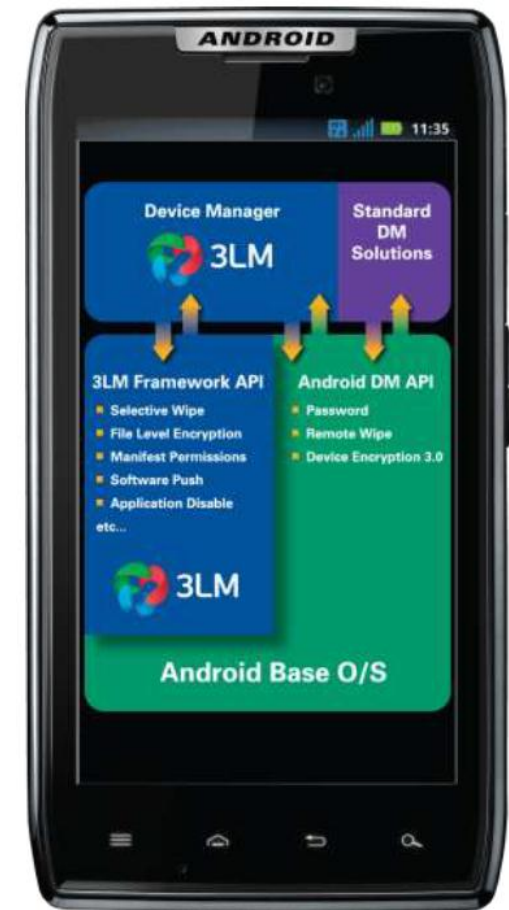 ANDROID
11:35
Device Manager
3LM
Standard
DM
Solutions
3LM Framework API
Selective Wipe
File Level Encryption
Manifest Permissions
Software Push
Application Disable
etc...
3LM
Android DM API
Password
Remote Wipe
Device Encryption 3.0
Android Base O/S